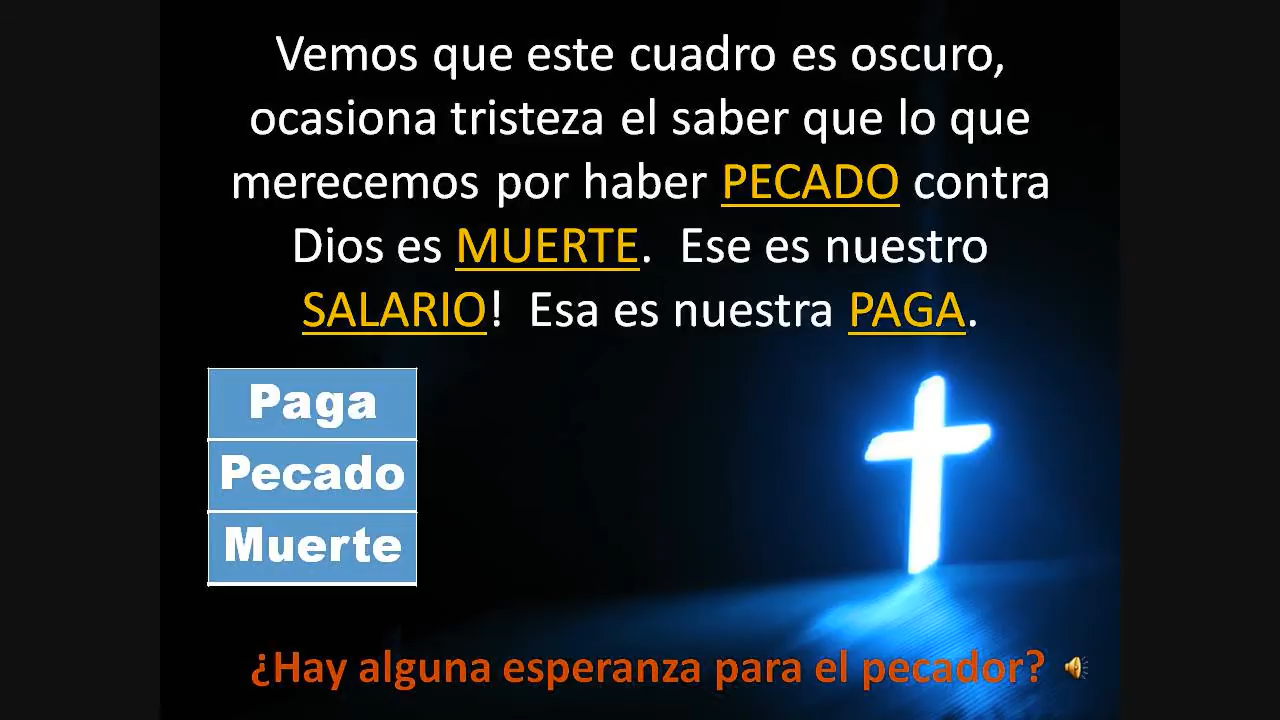 Vemos que este cuadro es oscuro,
ocasiona tristeza el saber que lo que
merecemos por haber PECADO contra
Dios es MUERTE.  Ese es nuestro
SALARIO!  Esa es nuestra PAGA.
Paga
Pecado
Muerte
¿Hay alguna esperanza para el pecador?